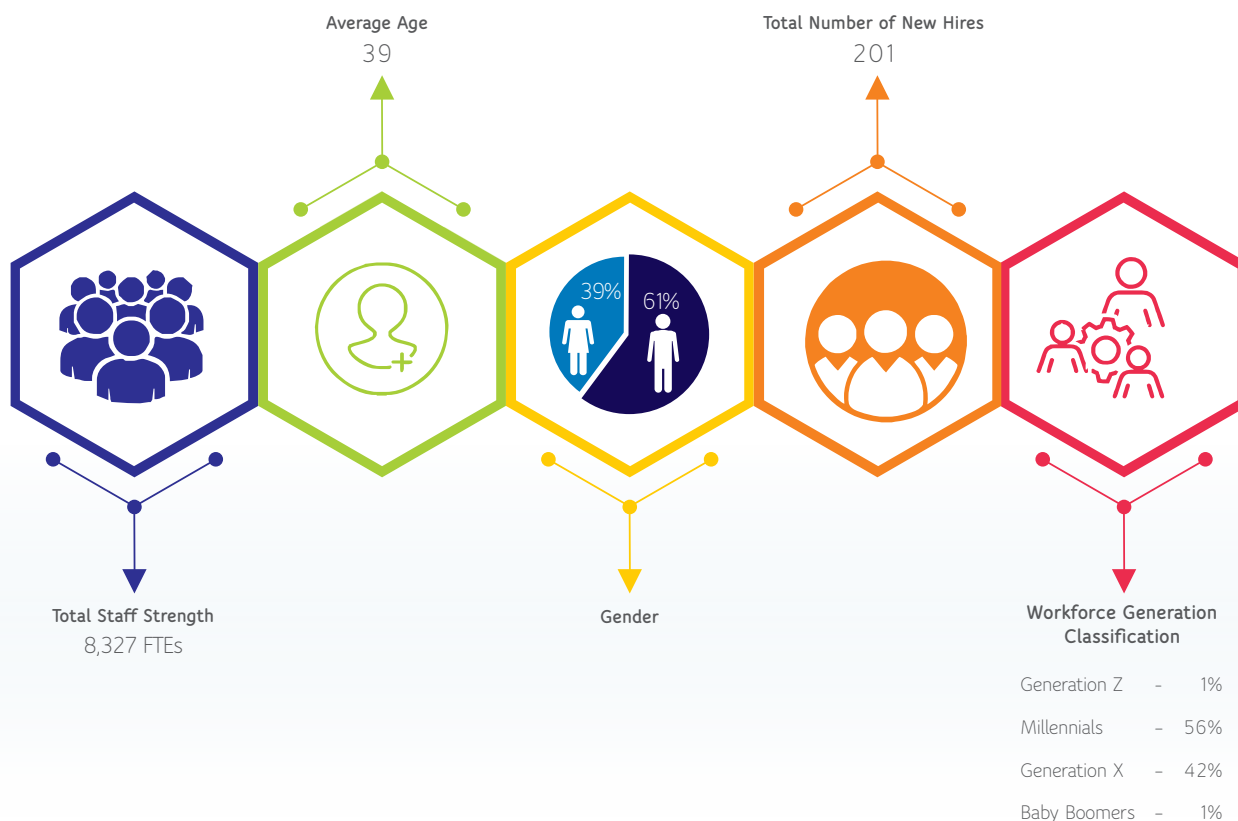 Average Age
39
Total Number of New Hires
201
39%
61%
Total Staff Strength
8,327 FTEs
Gender
Workforce Generation
Classification
Generation Z - 1%
Millennials - 56%
Generation X - 42%
Baby Boomers - 1%